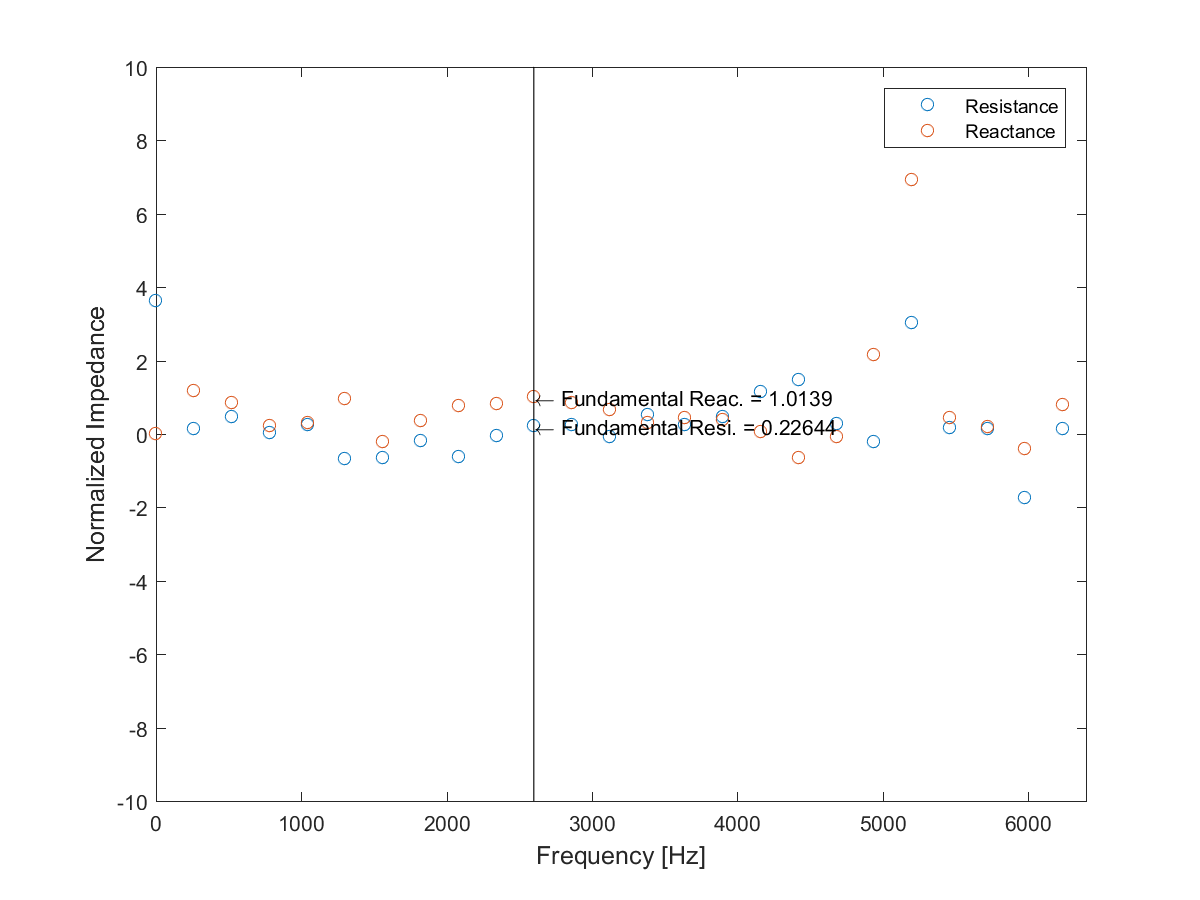 10
8
6
4
2
0
-2
-4
-6
-8
-10
Normalized Impedance
Resistance
Reactance
← Fundamental Reac. = 1.0139
← Fundamental Resi. = 0.22644
0 1000 2000 3000 4000 5000 6000
Frequency [Hz]